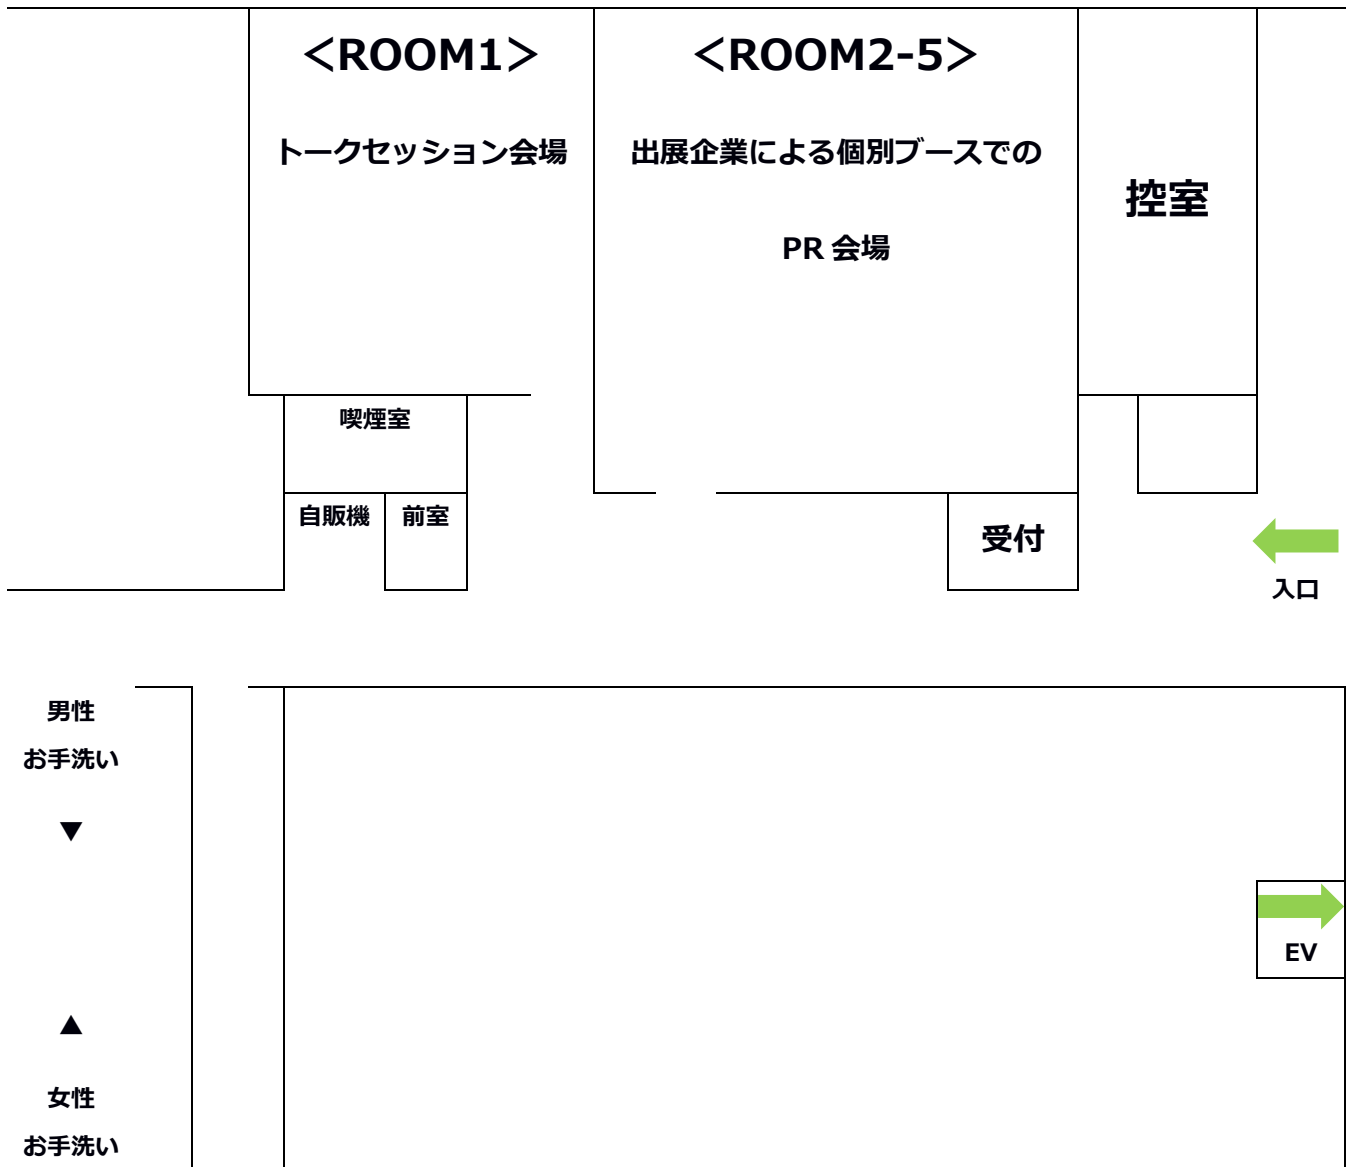 <ROOM1>
<ROOM2-5>
トークセッション会場
出展企業による個別ブースでの
控室
PR 会場
喫煙室
自販機
前室
受付
入口
男性
お手洗い
▼
EV
▲
女性
お手洗い